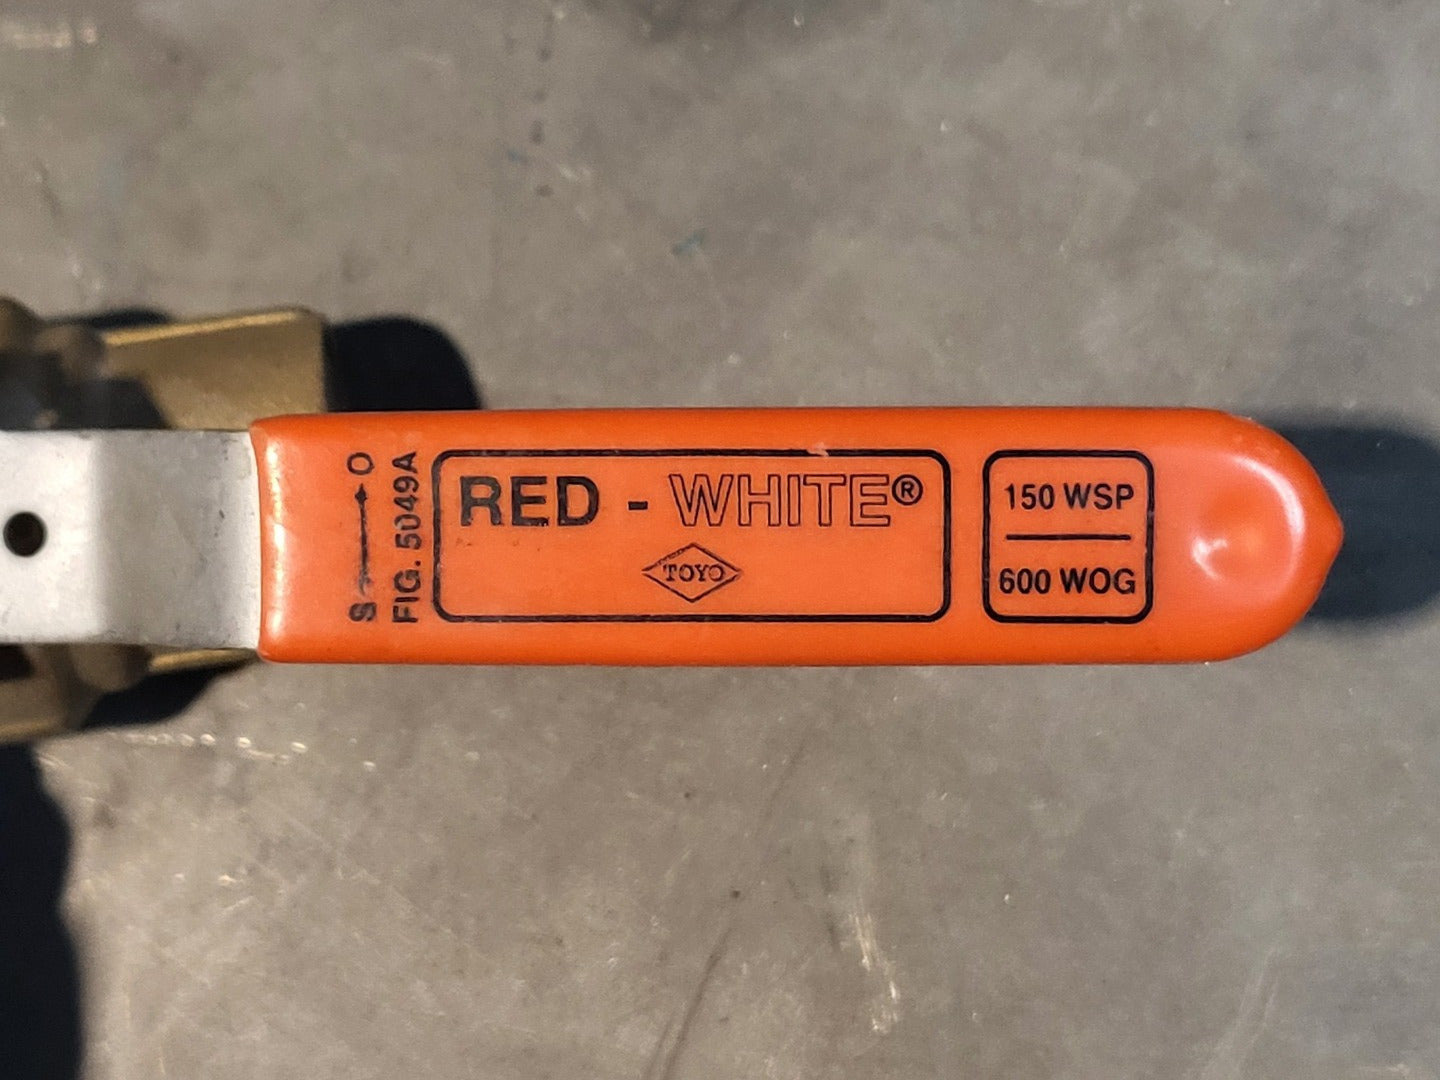 S O
FIG. 5049A
RED - WHITE®
TOYO
150 WSP
600 WOG